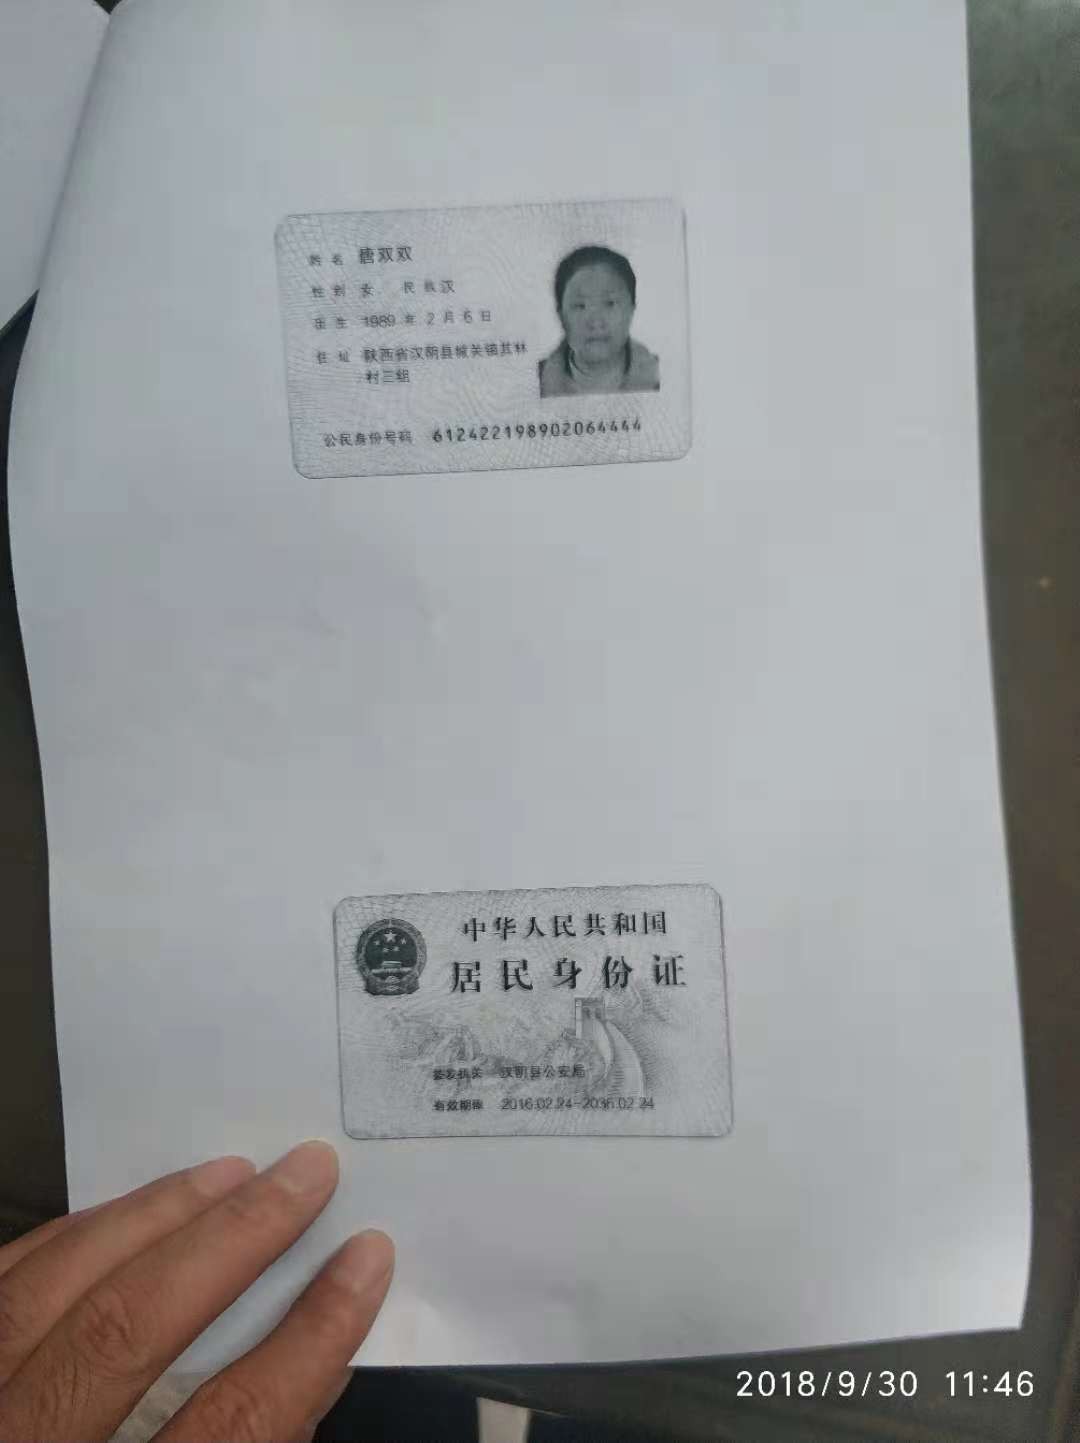 姓名 唐双双
性别 女 民族 汉
出生 1989 年 2 月 6 日
住址 陕西省汉阴县城关镇其林
村三组
公民身份号码 612422198902064444
中华人民共和国
居民身份证
签发机关 汉阴县公安局
有效期限 2016.02.24-2036.02.24
2018/9/30 11:46